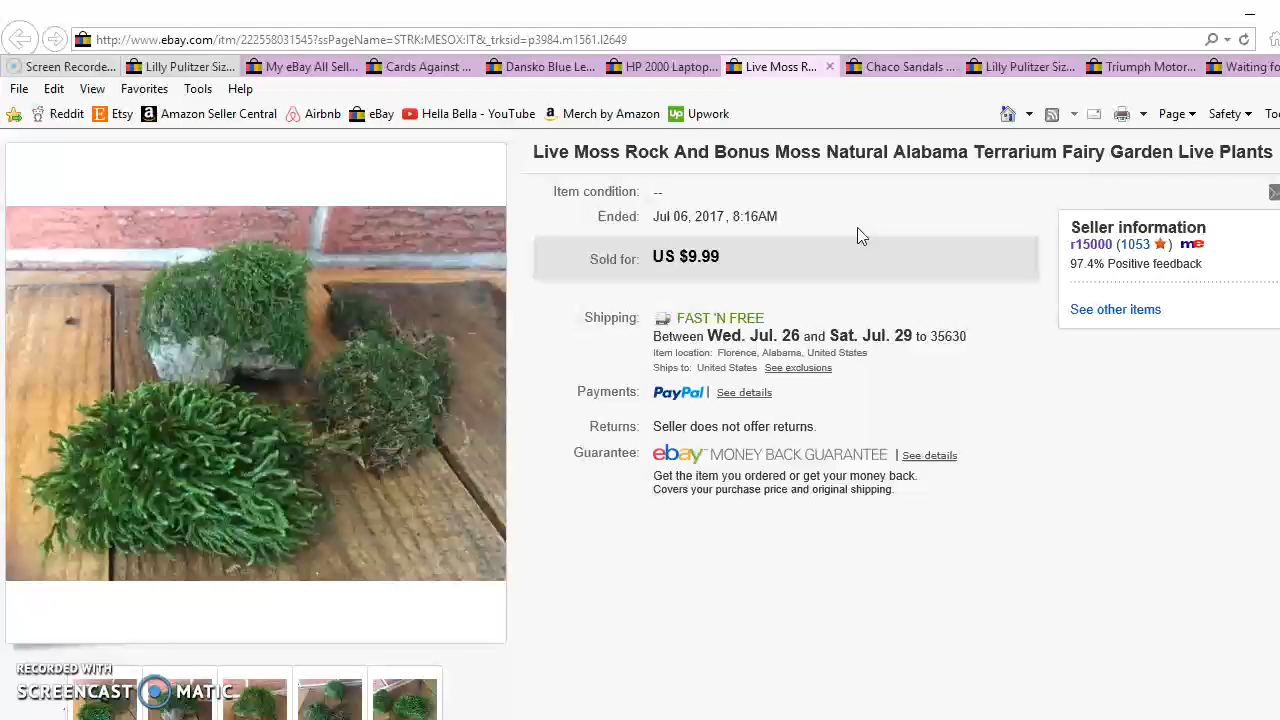 http://www.ebay.com/itm/222558031545?ssPageName=STRK:MESOX:IT&_trksid=p3984.m1561.l2649
Screen Recorde... Lilly Pulitzer Siz... My eBay All Sell... Cards Against ... Dansko Blue Le... HP 2000 Laptop... Live Moss R... Chaco Sandals ... Lilly Pulitzer Siz... Triumph Motor... Waiting fo
File Edit View Favorites Tools Help
Reddit Etsy Amazon Seller Central Airbnb eBay Hella Bella - YouTube Merch by Amazon Up Upwork Page Safety Too
Live Moss Rock And Bonus Moss Natural Alabama Terrarium Fairy Garden Live Plants
Item condition: --
Ended: Jul 06, 2017, 8:16AM
Sold for: US $9.99
Shipping: FAST 'N FREE
Between Wed. Jul. 26 and Sat. Jul. 29 to 35630
Item location: Florence, Alabama, United States
Ships to: United States See exclusions
Payments: PayPal | See details
Returns: Seller does not offer returns.
Guarantee: ebay MONEY BACK GUARANTEE | See details
Get the item you ordered or get your money back.
Covers your purchase price and original shipping.
Seller information
r15000 (1053 ) me
97.4% Positive feedback
See other items
RECORDED WITH
SCREENCAST MATIC